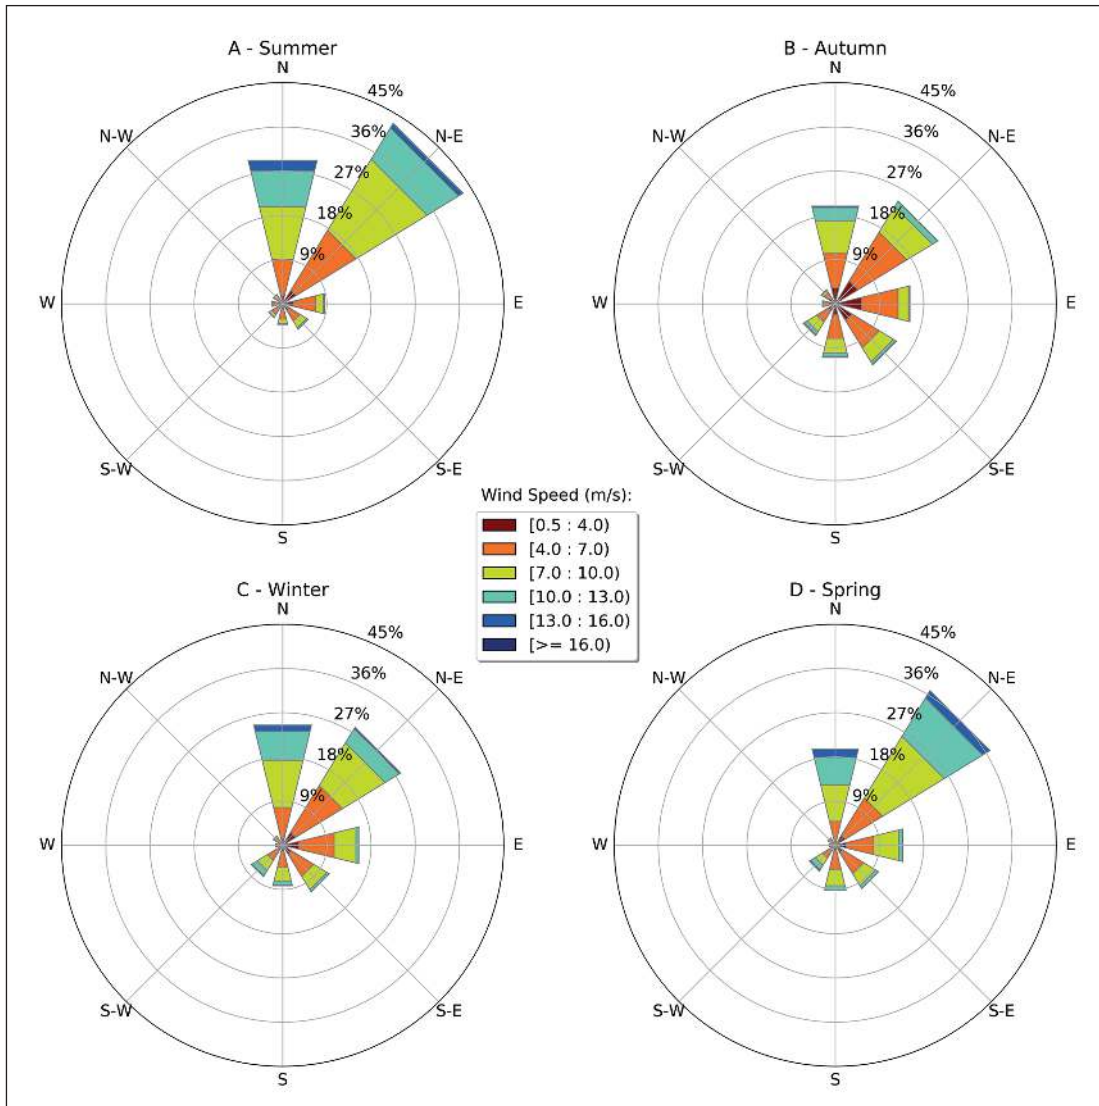 A - Summer
N
45%
36%
27%
18%
9%
N-W
N-E
W
E
S-W
S-E
S
B - Autumn
N
45%
36%
27%
18%
9%
N-W
N-E
W
E
S-W
S-E
S
Wind Speed (m/s):
[0.5 : 4.0)
[4.0 : 7.0)
[7.0 : 10.0)
[10.0 : 13.0)
[13.0 : 16.0)
[>= 16.0)
C - Winter
N
45%
36%
27%
18%
9%
N-W
N-E
W
E
S-W
S-E
S
D - Spring
N
45%
36%
27%
18%
9%
N-W
N-E
W
E
S-W
S-E
S